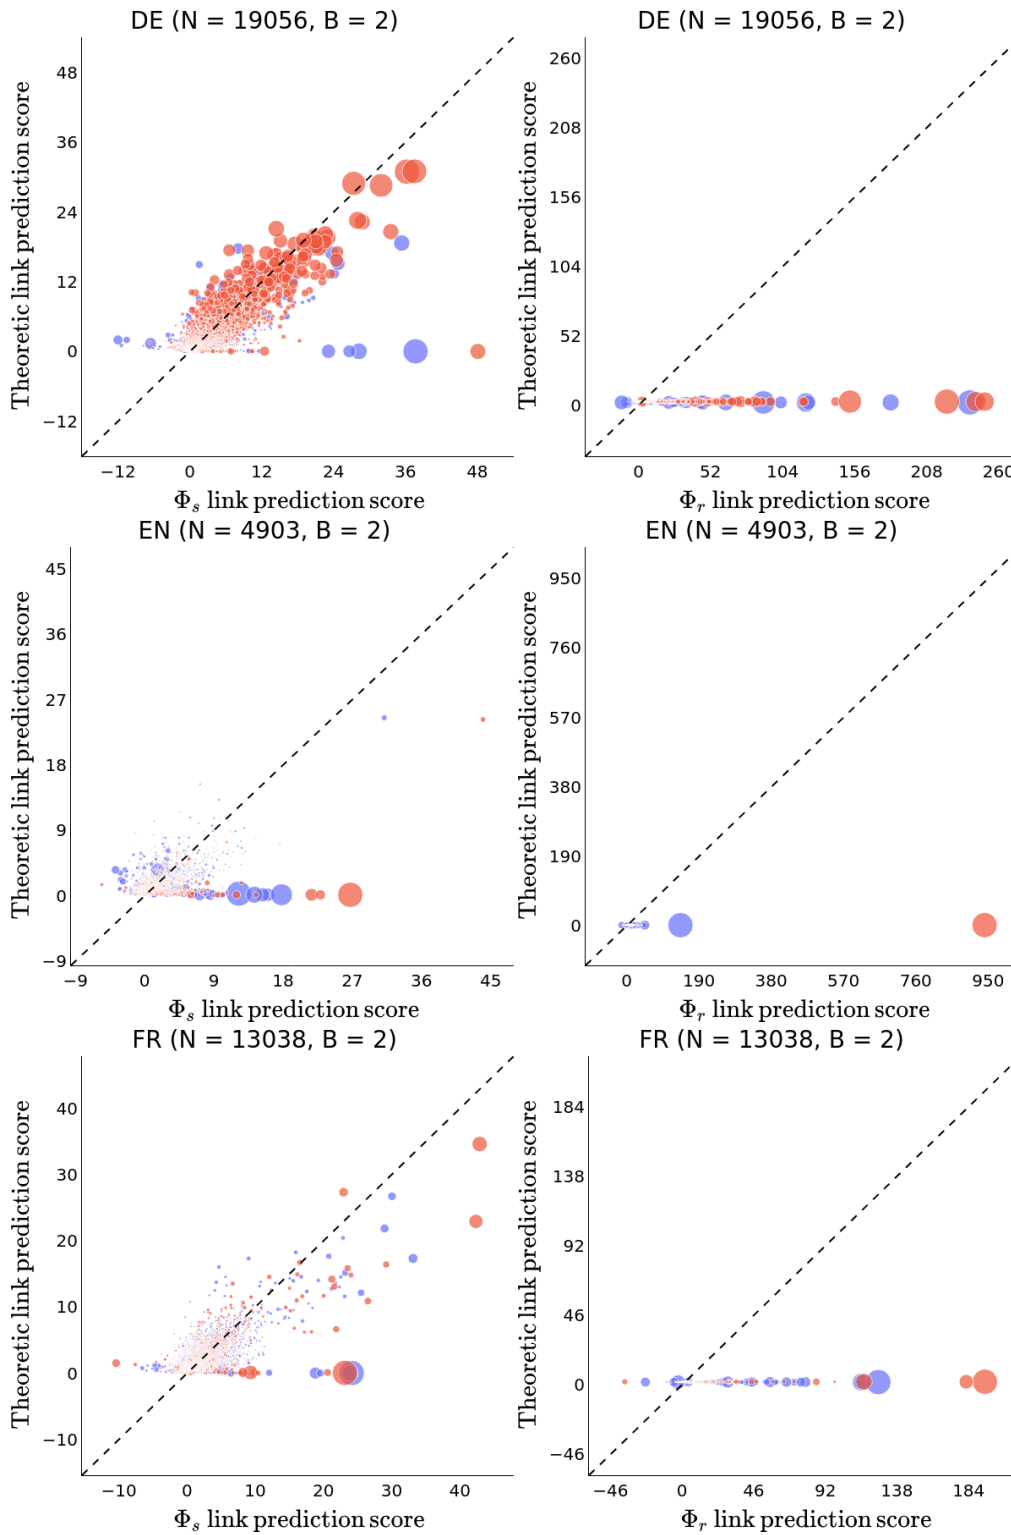 DE (N = 19056, B = 2)
Theoretic link prediction score
48
36
24
12
0
−12
−12 0 12 24 36 48
Φs link prediction score
DE (N = 19056, B = 2)
Theoretic link prediction score
260
208
156
104
52
0
0 52 104 156 208 260
Φr link prediction score
EN (N = 4903, B = 2)
Theoretic link prediction score
45
36
27
18
9
0
−9
−9 0 9 18 27 36 45
Φs link prediction score
EN (N = 4903, B = 2)
Theoretic link prediction score
950
760
570
380
190
0
0 190 380 570 760 950
Φr link prediction score
FR (N = 13038, B = 2)
Theoretic link prediction score
40
30
20
10
0
−10
−10 0 10 20 30 40
Φs link prediction score
FR (N = 13038, B = 2)
Theoretic link prediction score
184
138
92
46
0
−46
−46 0 46 92 138 184
Φr link prediction score